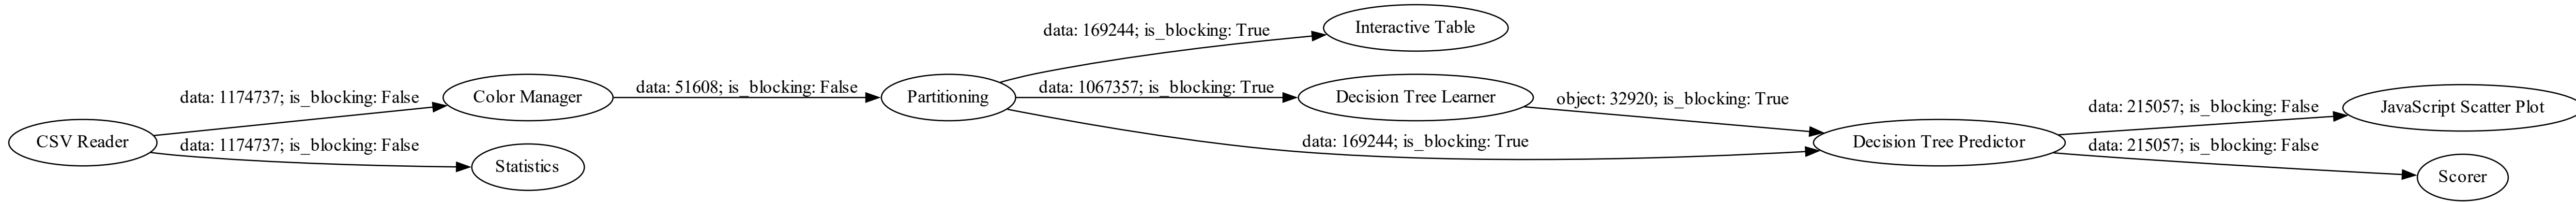 CSV Reader
data: 1174737; is_blocking: False
data: 1174737; is_blocking: False
Color Manager
Statistics
data: 51608; is_blocking: False
Partitioning
data: 169244; is_blocking: True
data: 1067357; is_blocking: True
data: 169244; is_blocking: True
Interactive Table
Decision Tree Learner
object: 32920; is_blocking: True
Decision Tree Predictor
data: 215057; is_blocking: False
data: 215057; is_blocking: False
JavaScript Scatter Plot
Scorer